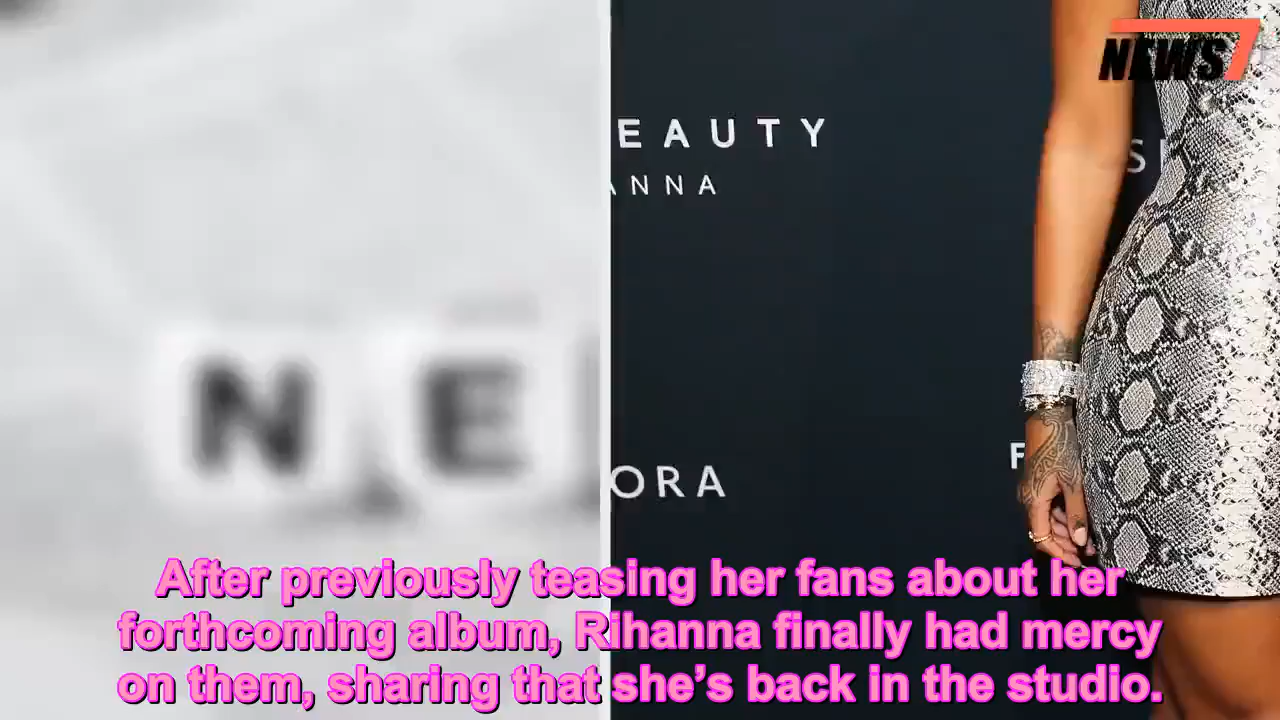 NEWS7
EAUTY
ANNA
ORA
F
S
N E
After previously teasing her fans about her
forthcoming album, Rihanna finally had mercy
on them, sharing that she’s back in the studio.